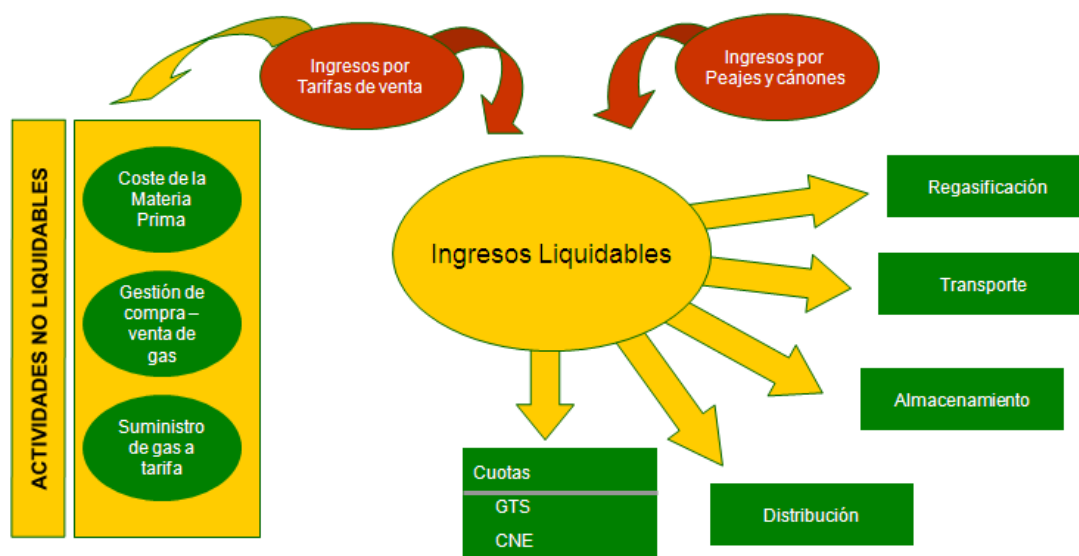 Ingresos por
Tarifas de venta
Ingresos por
Peajes y cánones
ACTIVIDADES NO LIQUIDABLES
Coste de la
Materia
Prima
Gestión de
compra –
venta de
gas
Suministro
de gas a
tarifa
Ingresos Liquidables
Regasificación
Transporte
Almacenamiento
Distribución
Cuotas
GTS
CNE